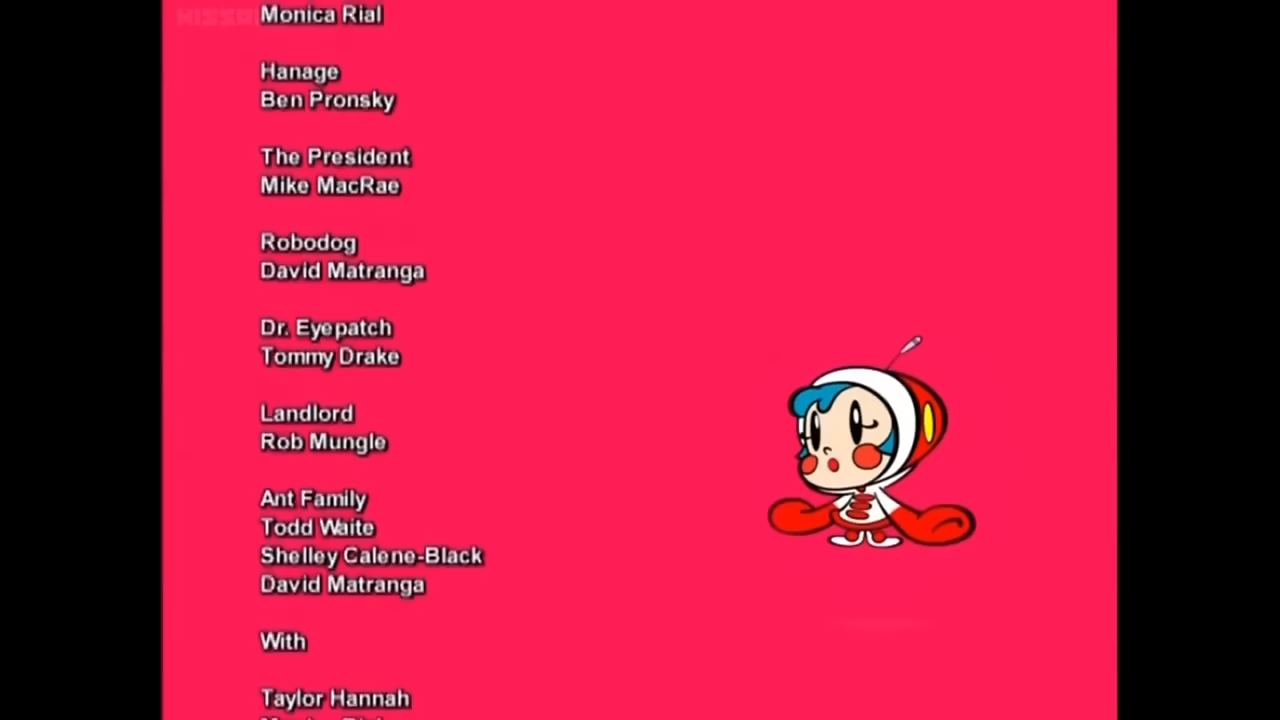 Monica Rial
Hanage
Ben Pronsky
The President
Mike MacRae
Robodog
David Matranga
Dr. Eyepatch
Tommy Drake
Landlord
Rob Mungle
Ant Family
Todd Waite
Shelley Calene-Black
David Matranga
With
Taylor Hannah